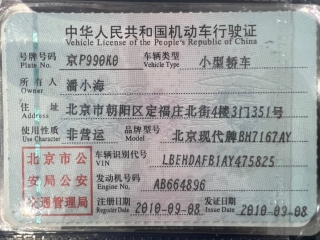 中华人民共和国机动车行驶证
Vehicle License of the People's Republic of China
号牌号码 京P990K0 车辆类型 小型轿车
Plate No. Vehicle Type
所有人 潘小海
Owner
住址 北京市朝阳区定福庄北街4楼3门351号
Address
使用性质 非营运 品牌型号 北京现代牌BH7167AY
Use Character Model
北京市公安局公安交通管理局
车辆识别代号 LBEHDAFB1AY475825
VIN
发动机号码 AB664896
Engine No.
注册日期 2010-09-08 发证日期 2010-09-08
Register Date Issue Date